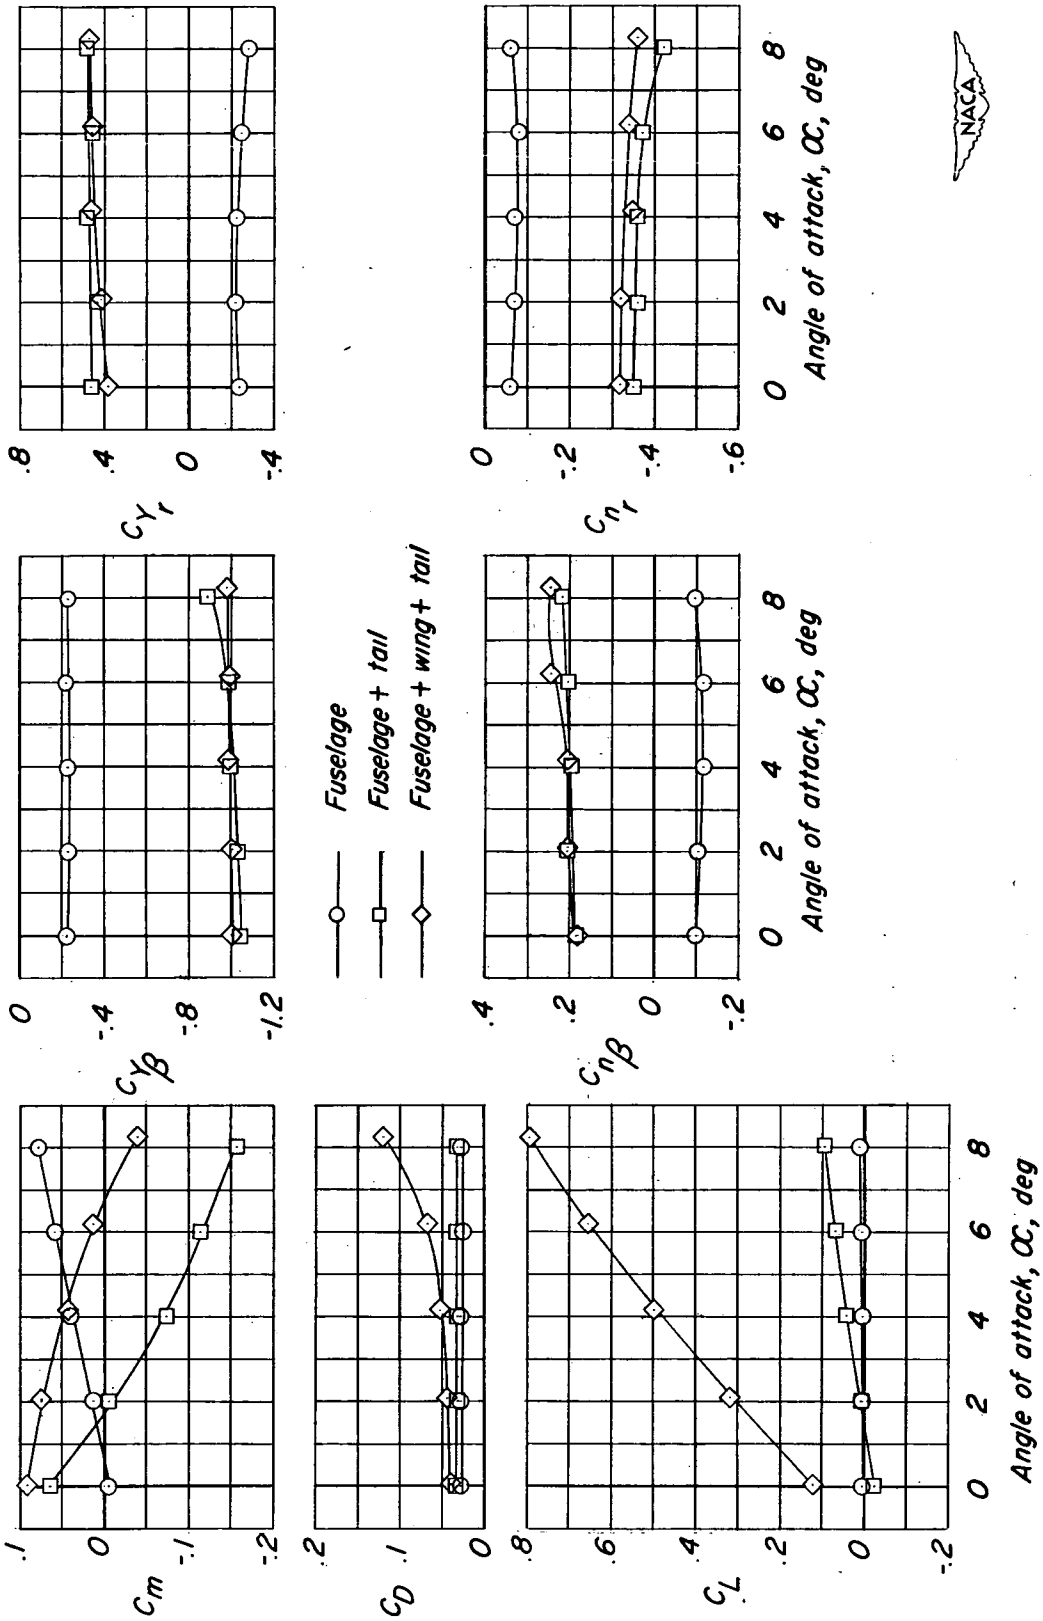 .1
0
-.1
-.2
Cm
.2
.1
0
CD
.8
.6
.4
.2
0
-.2
CL
0 2 4 6 8
Angle of attack, α, deg
0
-.4
-.8
-1.2
CYβ
Fuselage
Fuselage + tail
Fuselage + wing + tail
.4
.2
0
-.2
Cnβ
0 2 4 6 8
Angle of attack, α, deg
.8
.4
0
-.4
CYr
0
-.2
-.4
-.6
Cnr
0 2 4 6 8
Angle of attack, α, deg
NACA